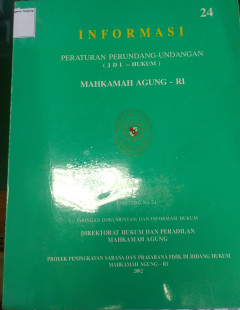 24
INFORMASI
PERATURAN PERUNDANG-UNDANGAN
( JDI - HUKUM )
MAHKAMAH AGUNG - RI
JARINGAN DOKUMENTASI DAN INFORMASI HUKUM
DIREKTORAT HUKUM DAN PERADILAN
MAHKAMAH AGUNG
PROYEK PENINGKATAN SARANA DAN PRASARANA FISIK DI BIDANG HUKUM
MAHKAMAH AGUNG - RI
2002